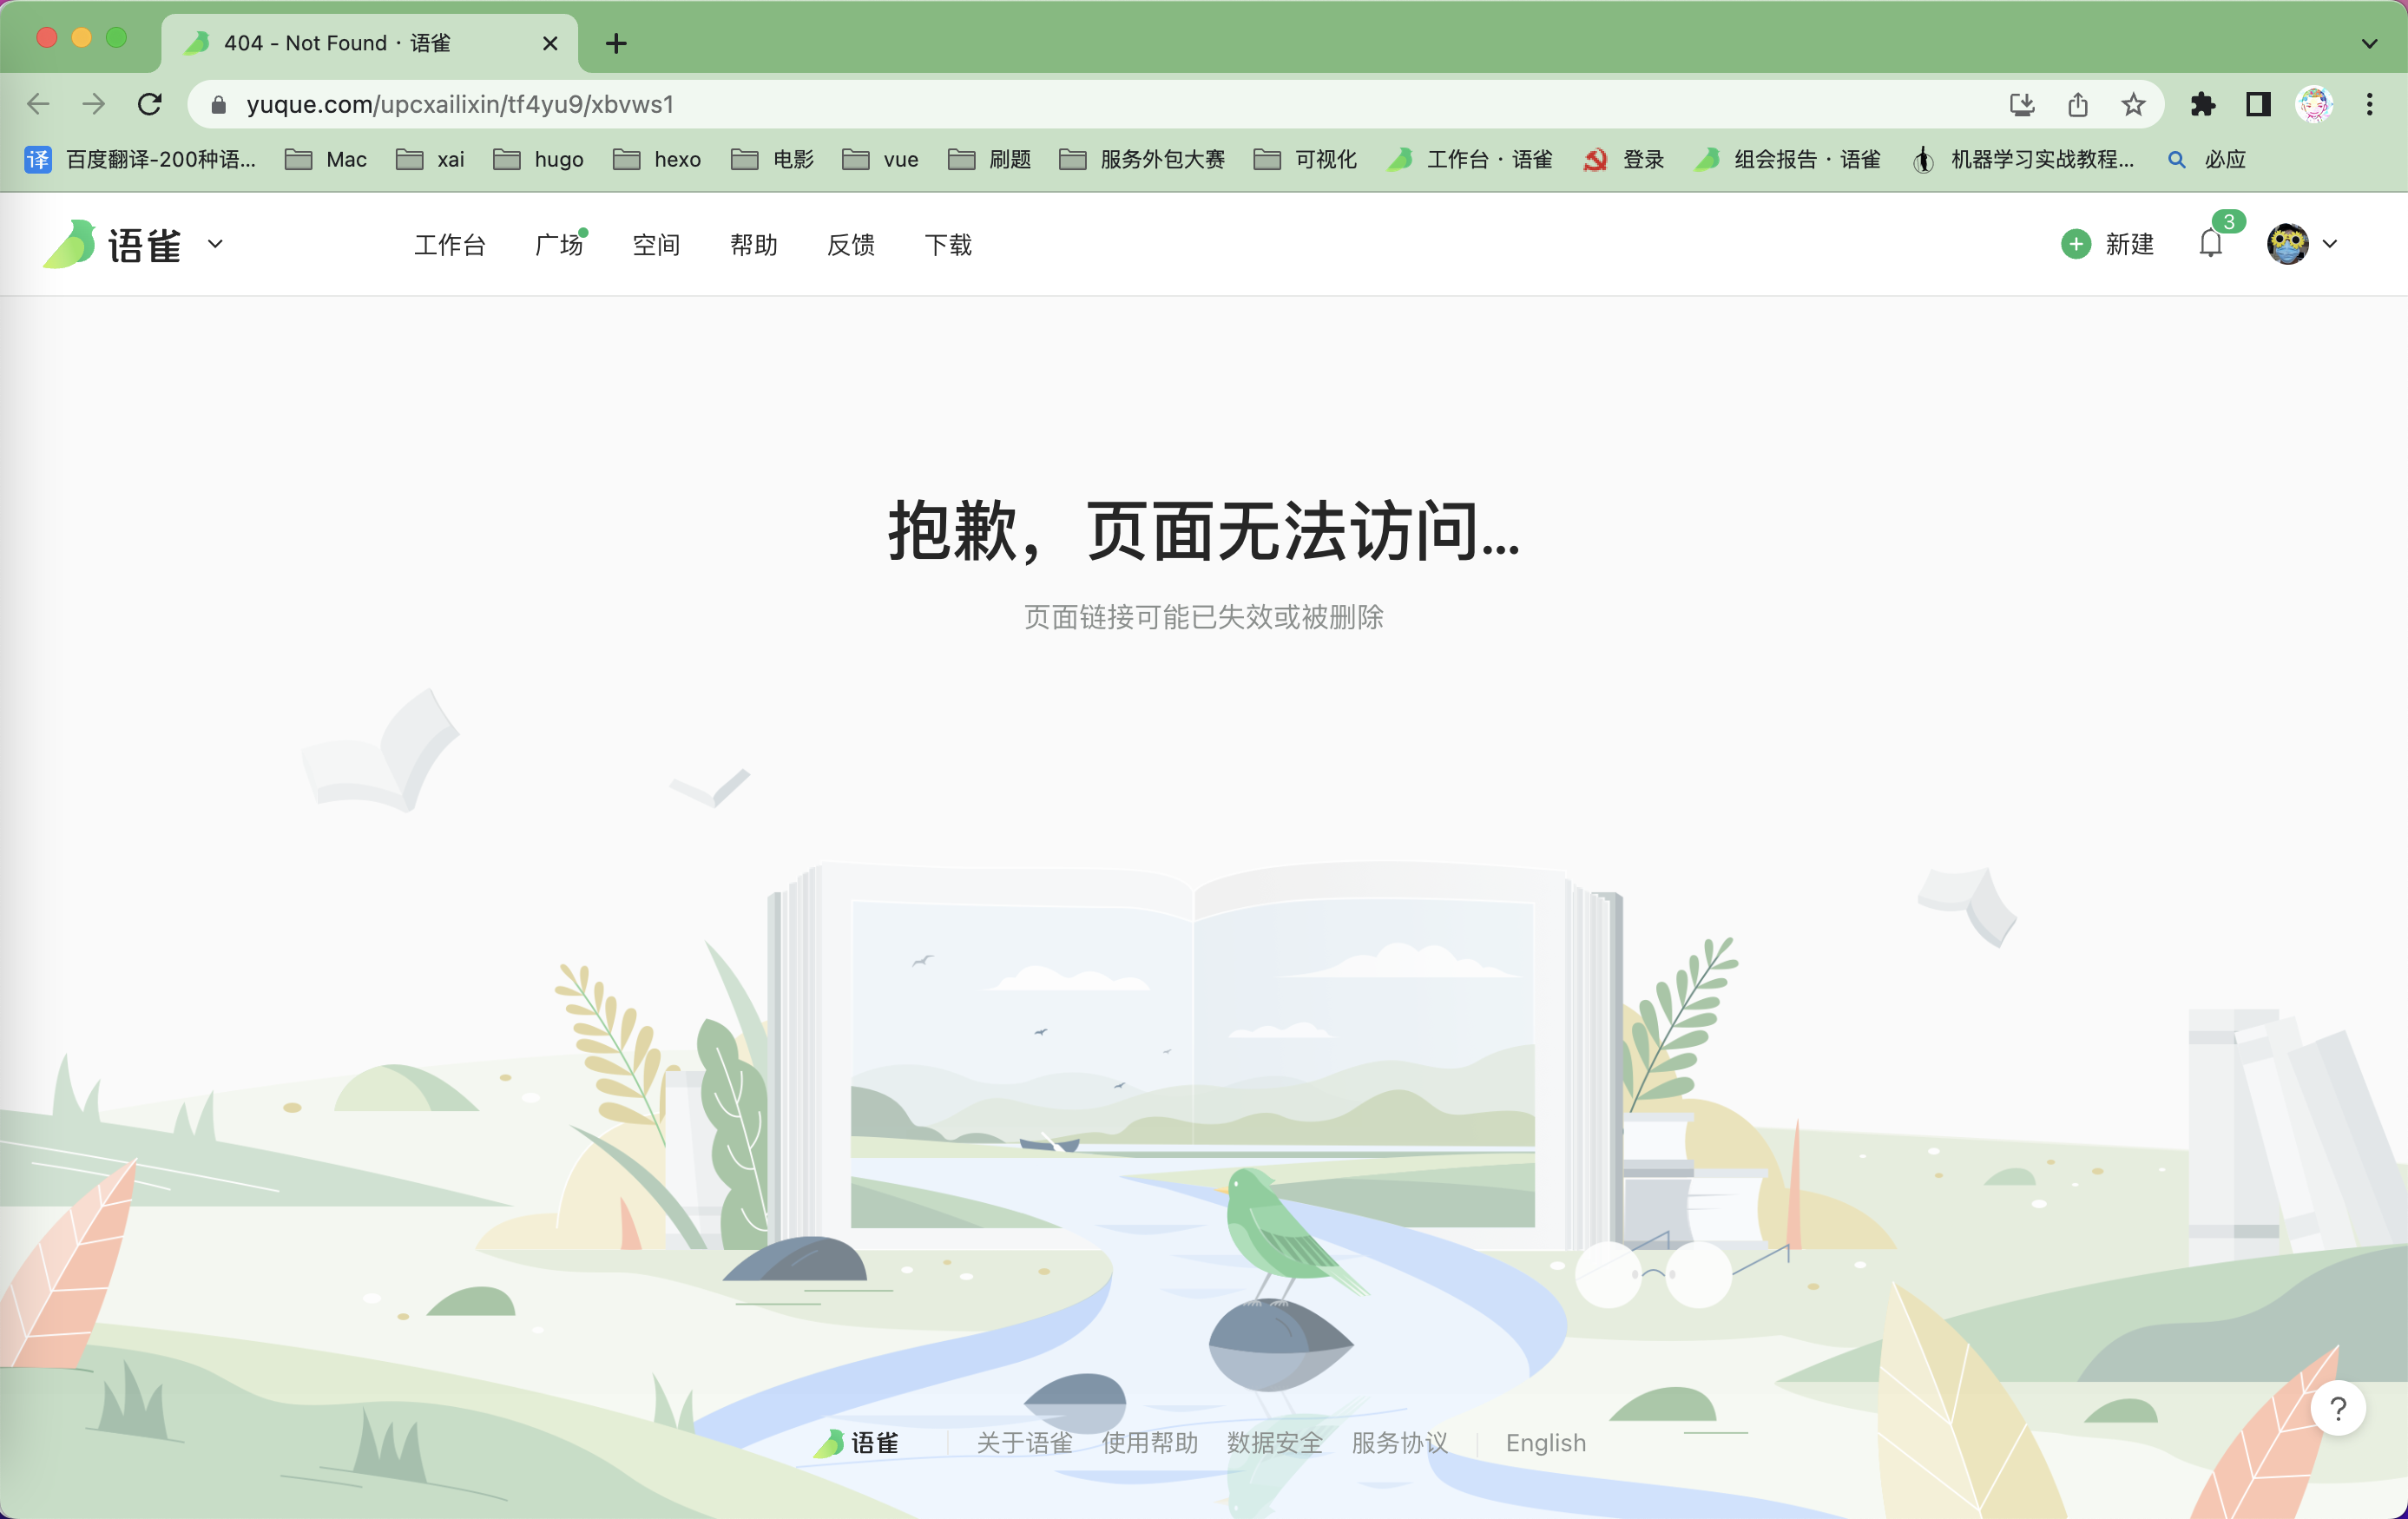 404 - Not Found · 语雀
yuque.com/upcxailixin/tf4yu9/xbvws1
译 百度翻译-200种语... Mac xai hugo hexo 电影 vue 刷题 服务外包大赛 可视化 工作台 · 语雀 登录 组会报告 · 语雀 机器学习实战教程... 必应
语雀 工作台 广场 空间 帮助 反馈 下载 新建 3
抱歉，页面无法访问...
页面链接可能已失效或被删除
?
语雀 关于语雀 使用帮助 数据安全 服务协议 English